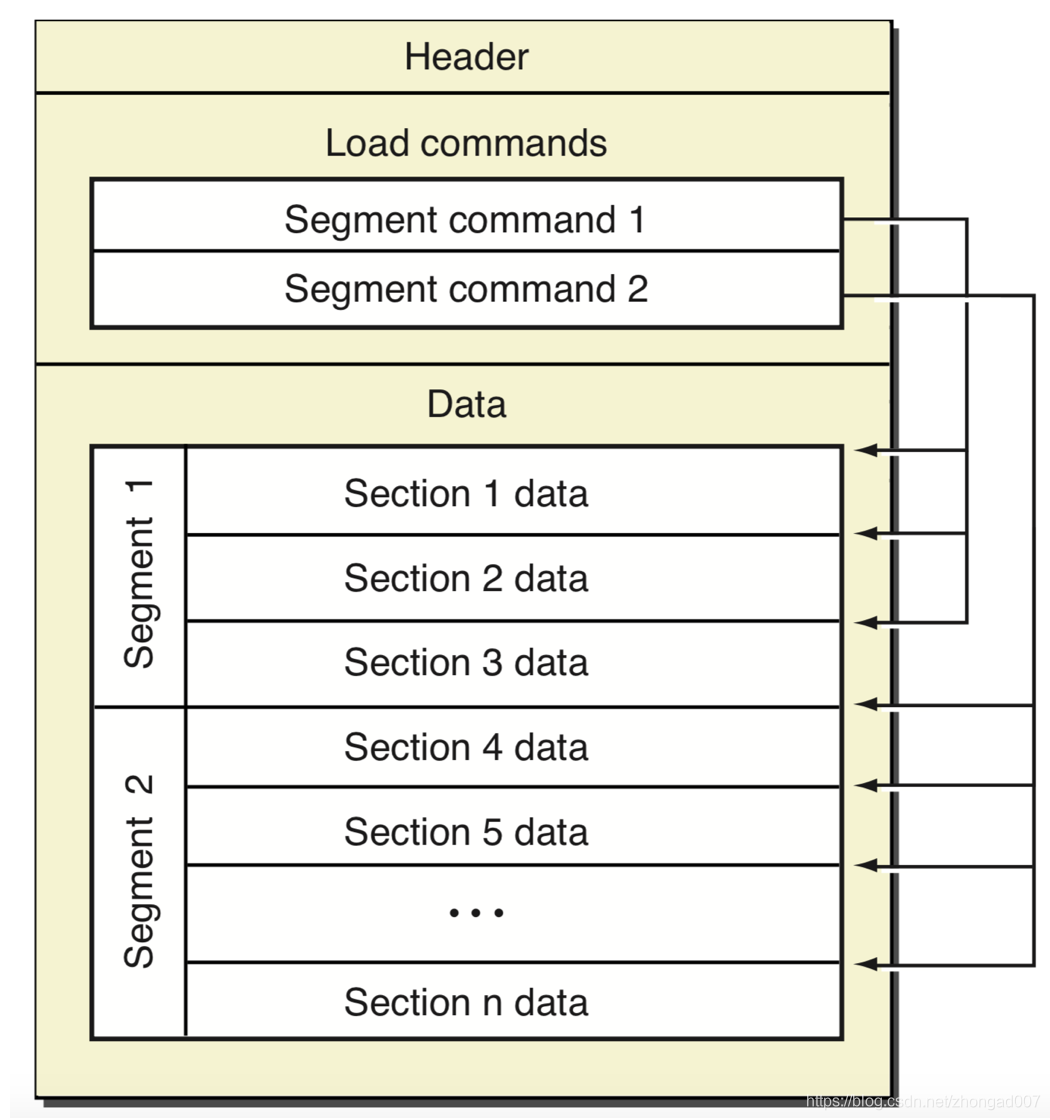 Header
Load commands
Segment command 1
Segment command 2
Data
Segment 1
Section 1 data
Section 2 data
Section 3 data
Segment 2
Section 4 data
Section 5 data
...
Section n data
https://blog.csdn.net/zhongad007